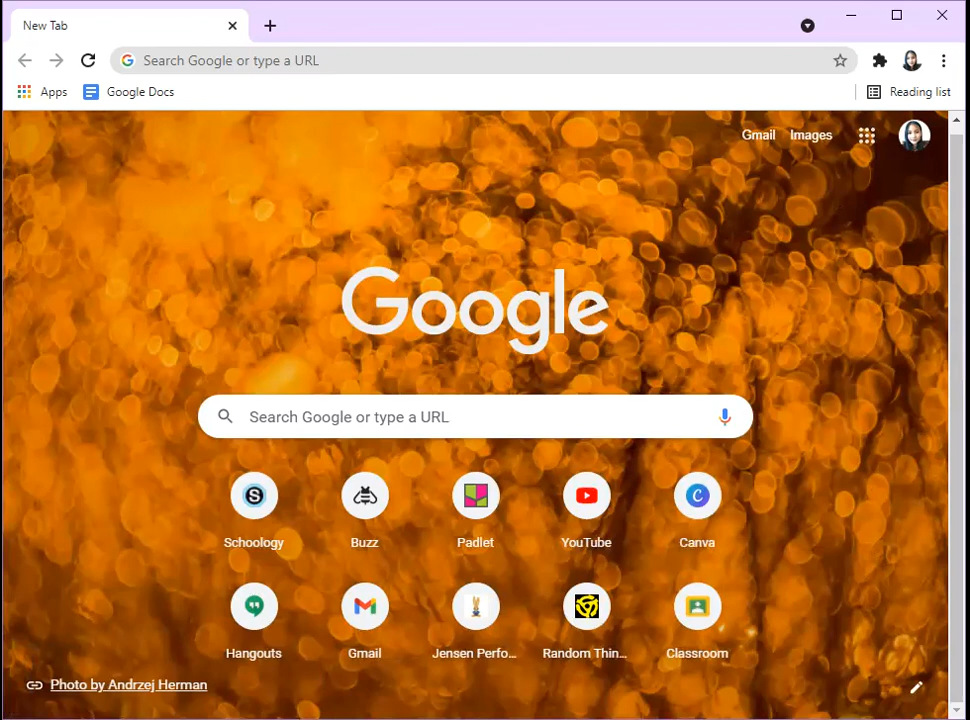 New Tab
Search Google or type a URL
Apps Google Docs Reading list
Gmail Images
Google
Search Google or type a URL
Schoology Buzz Padlet YouTube Canva
Hangouts Gmail Jensen Perfo... Random Thin... Classroom
Photo by Andrzej Herman